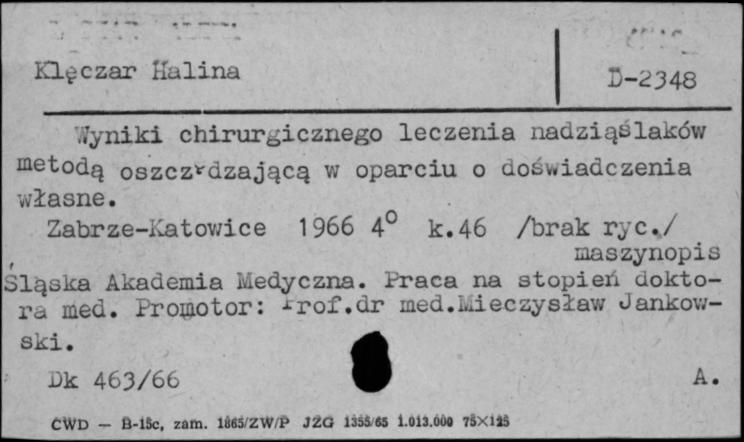 Klęczar Halina
D-2348
Wyniki chirurgicznego leczenia nadziąślaków
metodą oszczędzającą w oparciu o doświadczenia
własne.
Zabrze-Katowice 1966 4° k.46 /brak ryc./
maszynopis
Śląska Akademia Medyczna. Praca na stopień dokto-
ra med. Promotor: Prof.dr med.Mieczysław Jankow-
ski.
Dk 463/66 A.
CWD — B-15c, zam. 1865/ZW/P JZG 1355/65 1.013.000 75×125